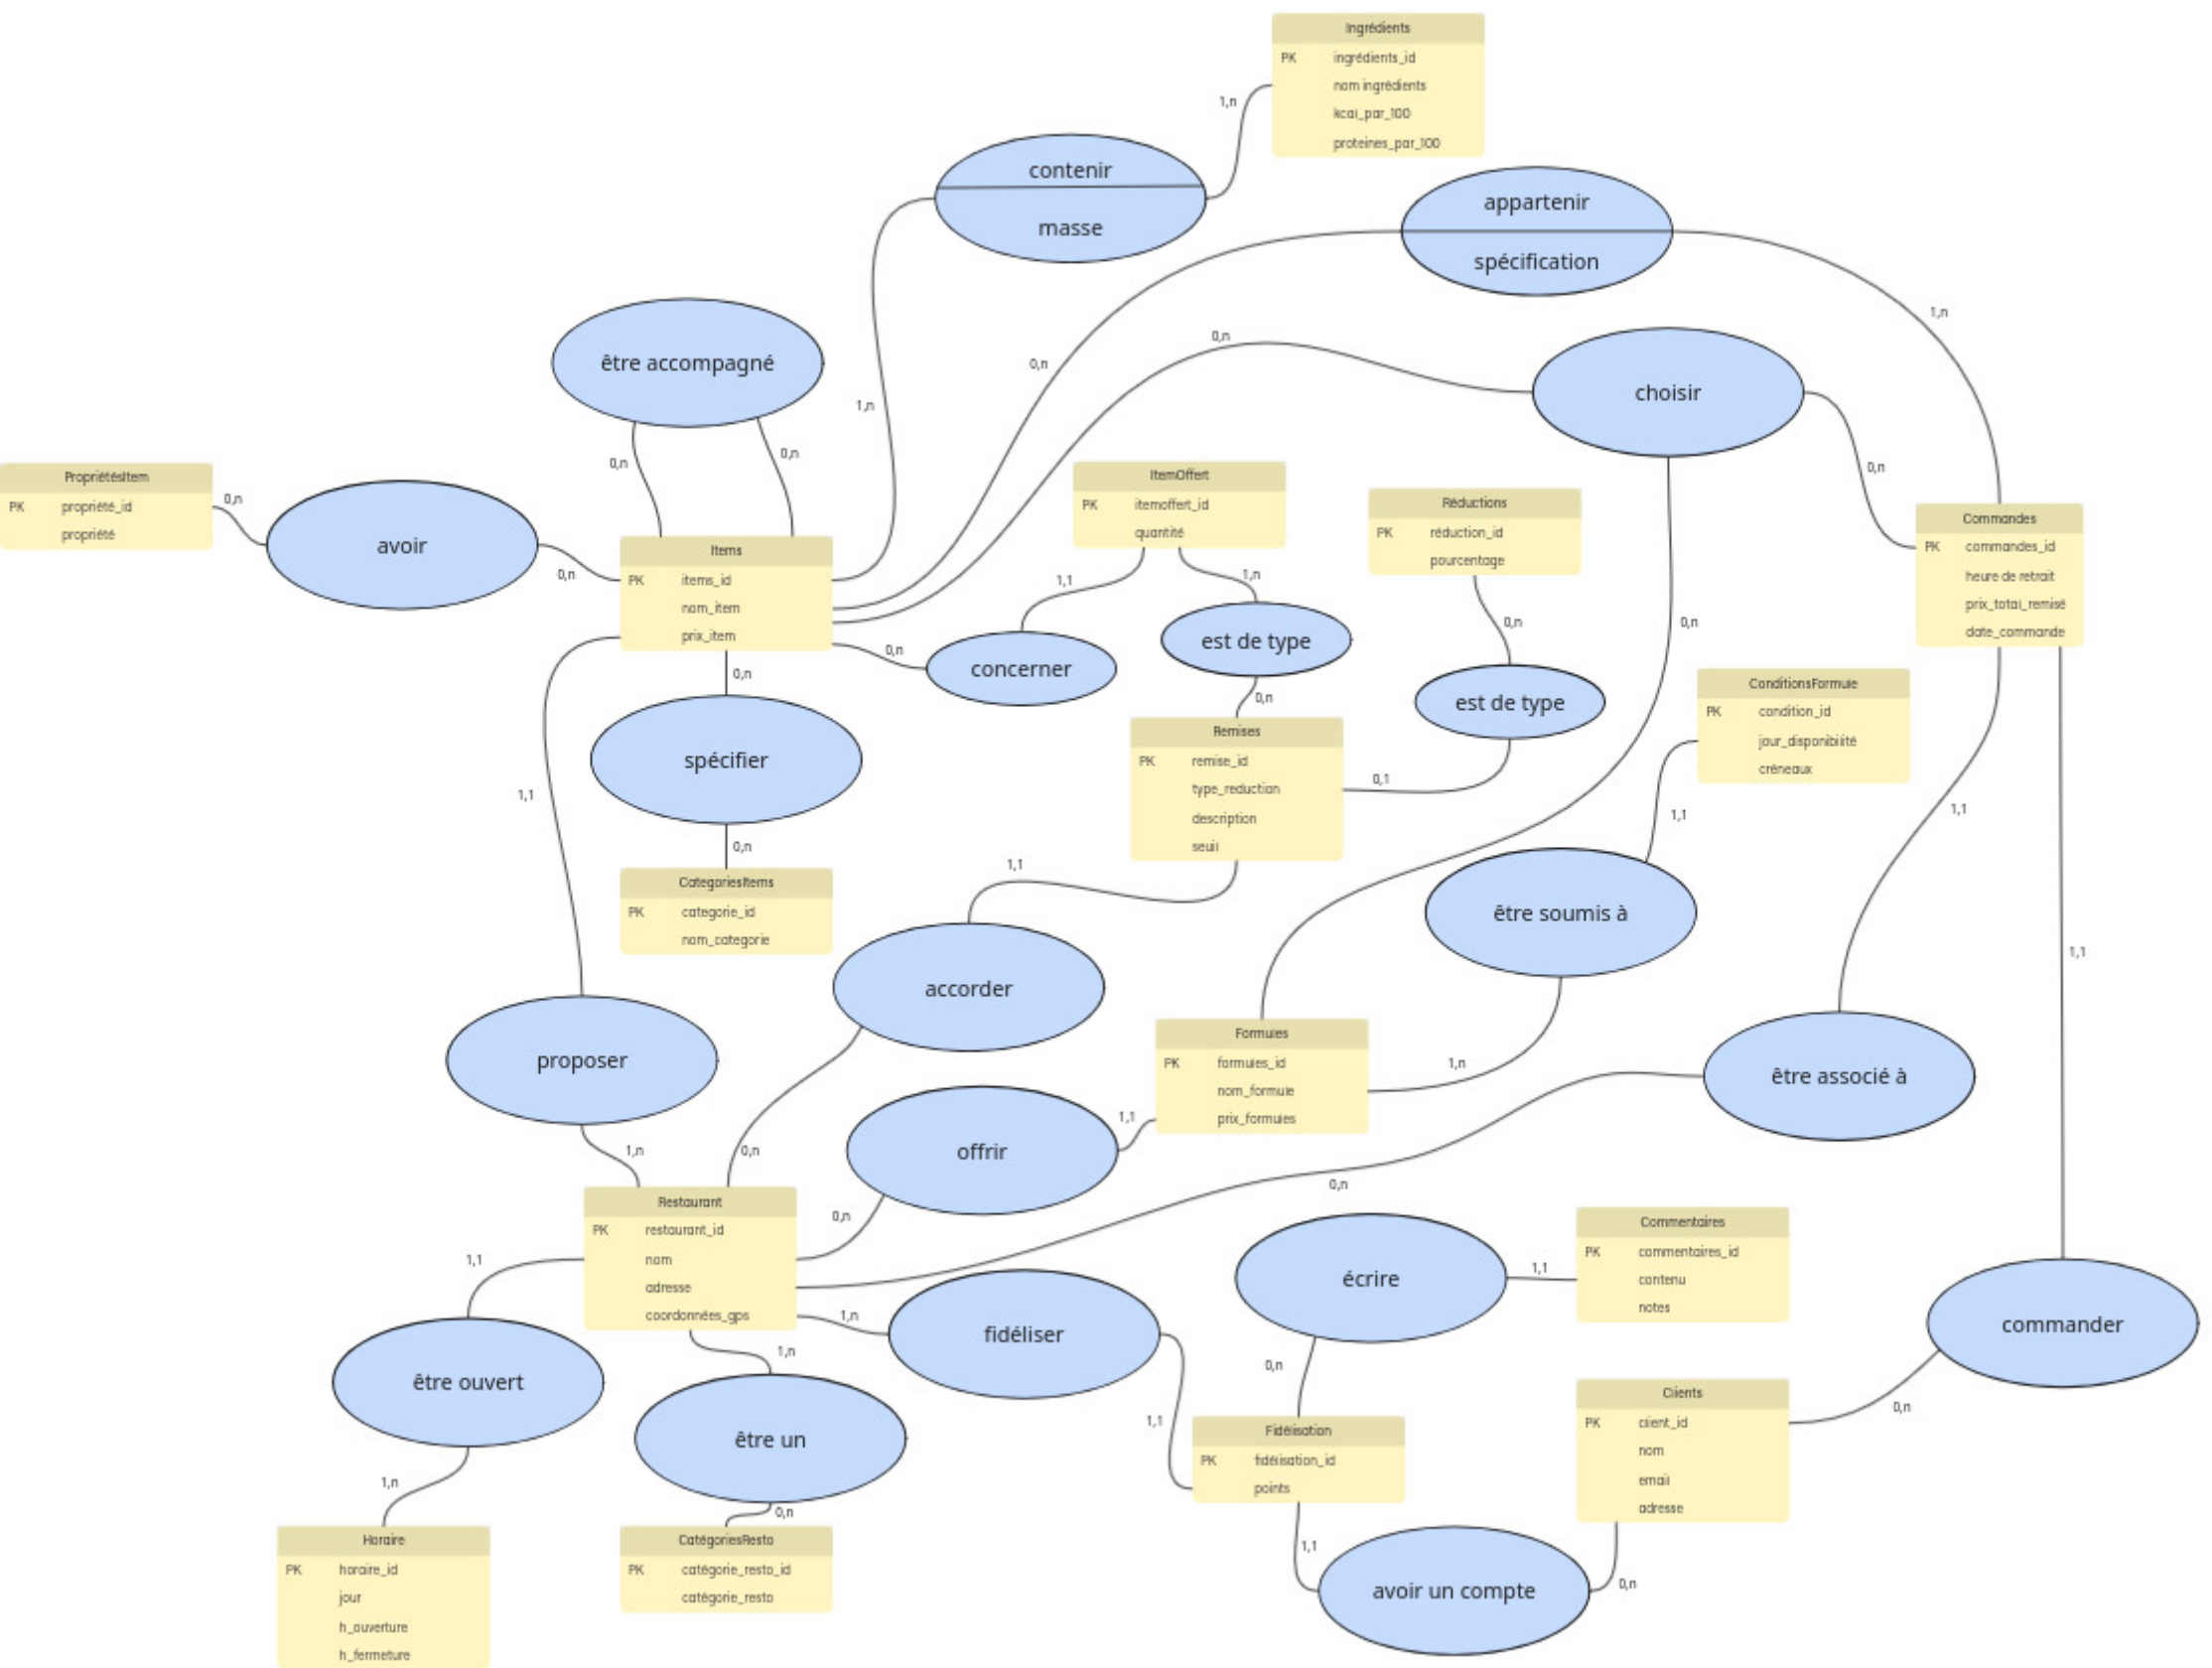 Ingrédients
PK ingrédients_id
nom ingrédients
kcal_par_100
proteines_par_100
1,n
contenir
masse
appartenir
spécification
1,n
être accompagné
0,n
0,n
1,n
0,n
0,n
choisir
0,n
PropriétésItem
PK propriété_id
propriété
0,n
avoir
0,n
Items
PK items_id
nom_item
prix_item
ItemOffert
PK itemoffert_id
quantité
Réductions
PK réduction_id
pourcentage
Commandes
PK commandes_id
heure de retrait
prix_total_remisé
date_commande
1,1
1,n
0,n
0,n
0,n
concerner
est de type
est de type
0,n
spécifier
0,n
ConditionsFormule
PK condition_id
jour_disponibilité
créneaux
Remises
PK remise_id
type_reduction
description
seuil
0,1
1,1
1,1
1,1
0,n
CategoriesItems
PK categorie_id
nom_categorie
1,1
accorder
être soumis à
1,1
proposer
Formules
PK formules_id
nom_formule
prix_formules
1,n
être associé à
1,n
0,n
offrir
1,1
0,n
0,n
Restaurant
PK restaurant_id
nom
adresse
coordonnées_gps
1,1
1,n
fidéliser
écrire
1,1
Commentaires
PK commentaires_id
contenu
notes
commander
être ouvert
1,n
être un
0,n
1,1
Clients
PK client_id
nom
email
adresse
0,n
Fidélisation
PK fidélisation_id
points
1,n
0,n
Horaire
PK horaire_id
jour
h_ouverture
h_fermeture
CatégoriesResto
PK catégorie_resto_id
catégorie_resto
1,1
avoir un compte
0,n